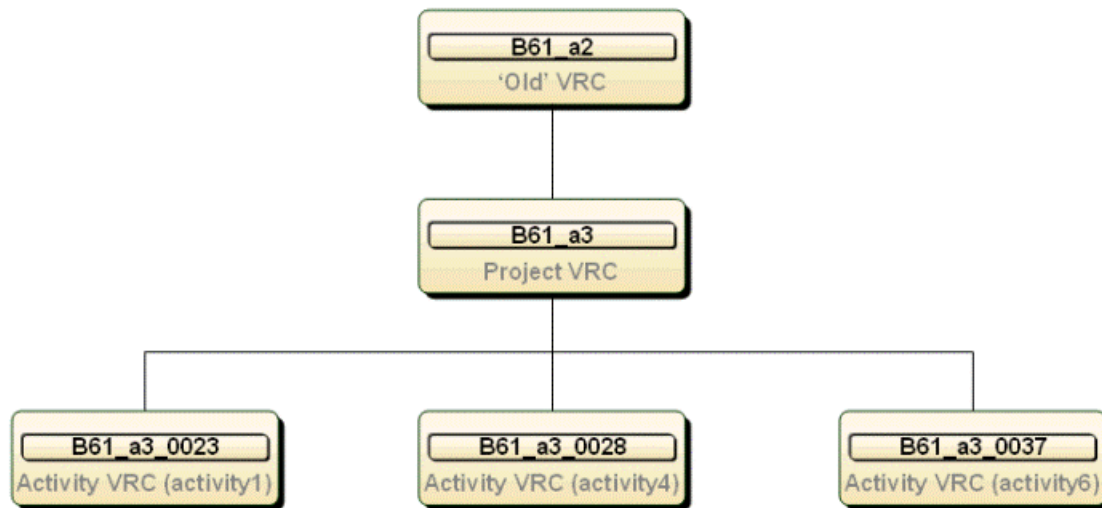 B61_a2
‘Old’ VRC
B61_a3
Project VRC
B61_a3_0023
Activity VRC (activity1)
B61_a3_0028
Activity VRC (activity4)
B61_a3_0037
Activity VRC (activity6)